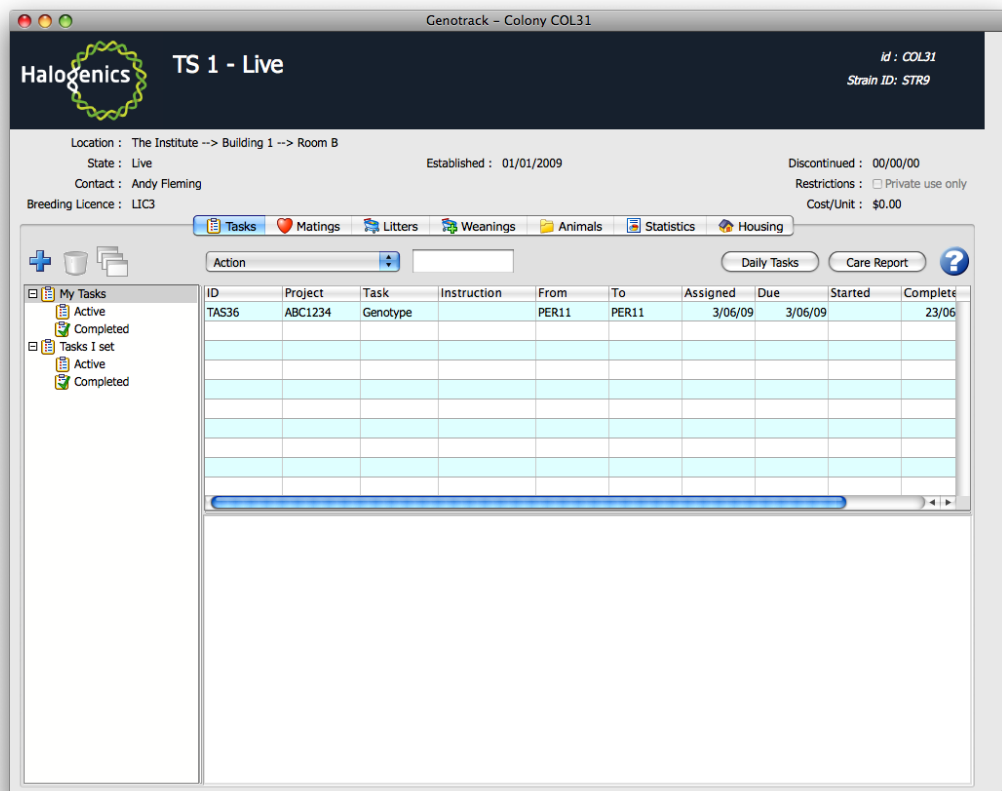 Genotrack – Colony COL31
Halogenics
TS 1 - Live
id : COL31
Strain ID: STR9
Location : The Institute --> Building 1 --> Room B
State : Live Established : 01/01/2009 Discontinued : 00/00/00
Contact : Andy Fleming Restrictions : Private use only
Breeding Licence : LIC3 Cost/Unit : $0.00
Tasks Matings Litters Weanings Animals Statistics Housing
Action Daily Tasks Care Report ?
My Tasks
Active
Completed
Tasks I set
Active
Completed
ID Project Task Instruction From To Assigned Due Started Complete
TAS36 ABC1234 Genotype PER11 PER11 3/06/09 3/06/09 23/06